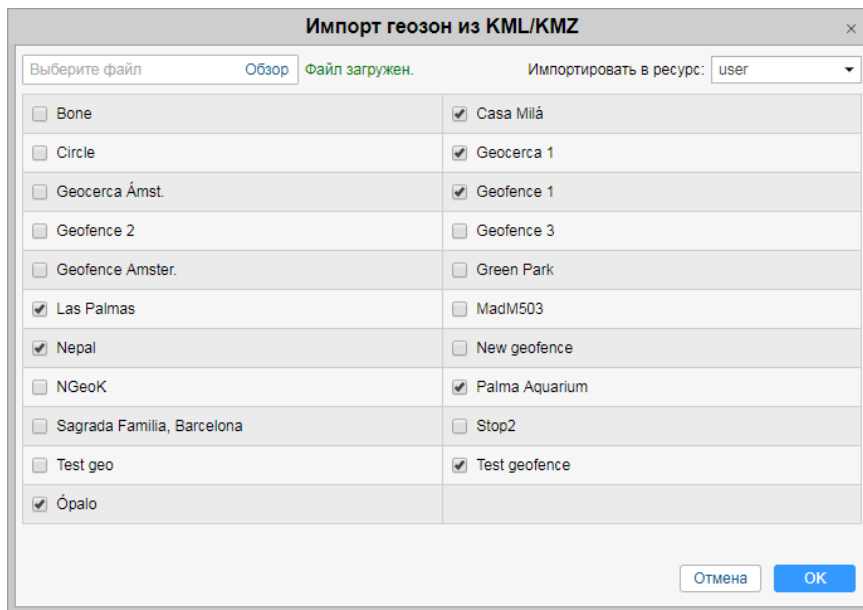 Импорт геозон из KML/KMZ
Выберите файл Обзор Файл загружен. Импортировать в ресурс: user
Bone Casa Milá
Circle Geocerca 1
Geocerca Ámst. Geofence 1
Geofence 2 Geofence 3
Geofence Amster. Green Park
Las Palmas MadM503
Nepal New geofence
NGeoK Palma Aquarium
Sagrada Familia, Barcelona Stop2
Test geo Test geofence
Ópalo
Отмена OK